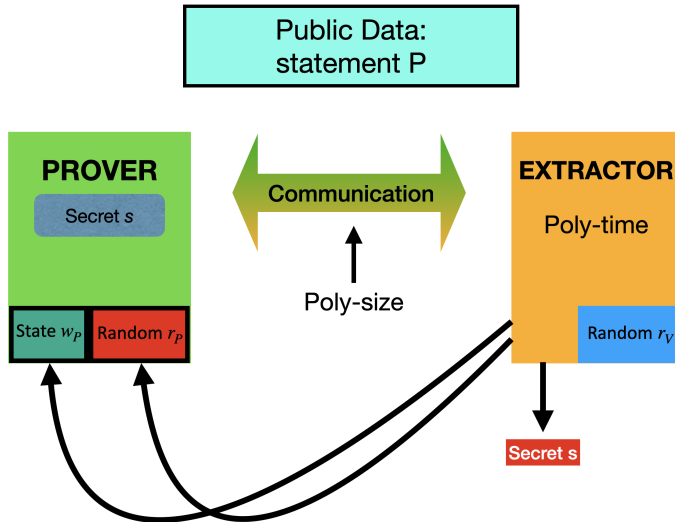 Public Data:
statement P
PROVER
Secret s
State w_P
Random r_P
Communication
Poly-size
EXTRACTOR
Poly-time
Random r_V
Secret s